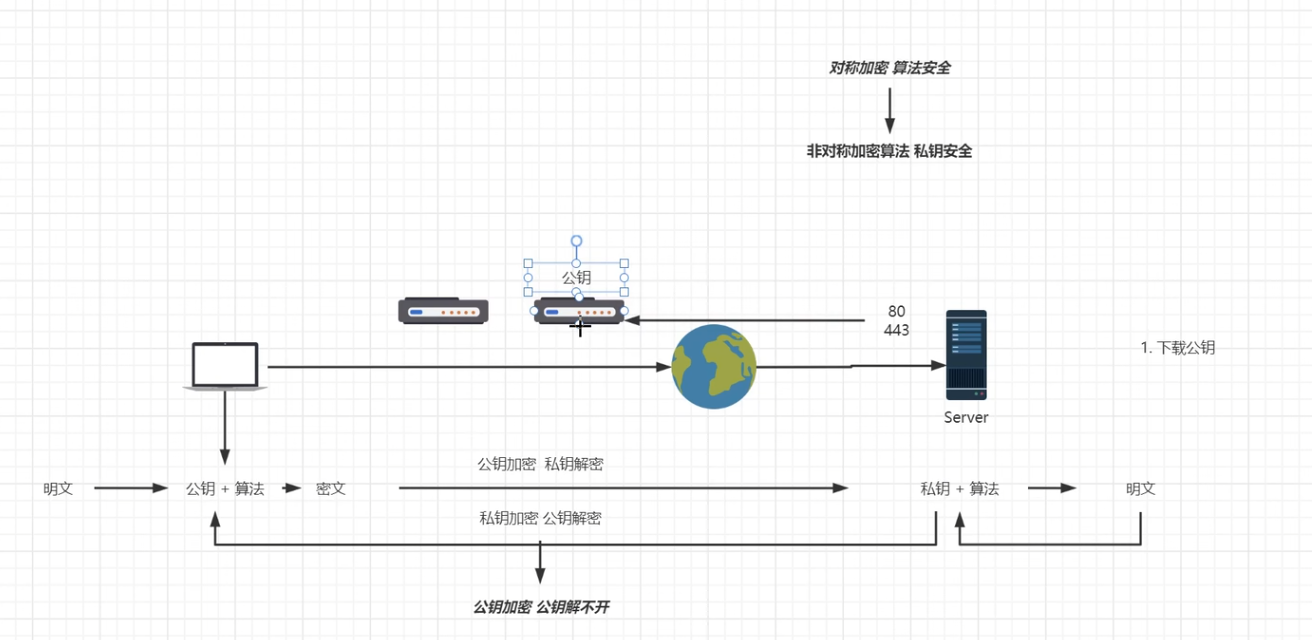 对称加密 算法安全
非对称加密算法 私钥安全
公钥
80
443
1. 下载公钥
Server
公钥加密 私钥解密
明文
公钥 + 算法
密文
私钥 + 算法
明文
私钥加密 公钥解密
公钥加密 公钥解不开